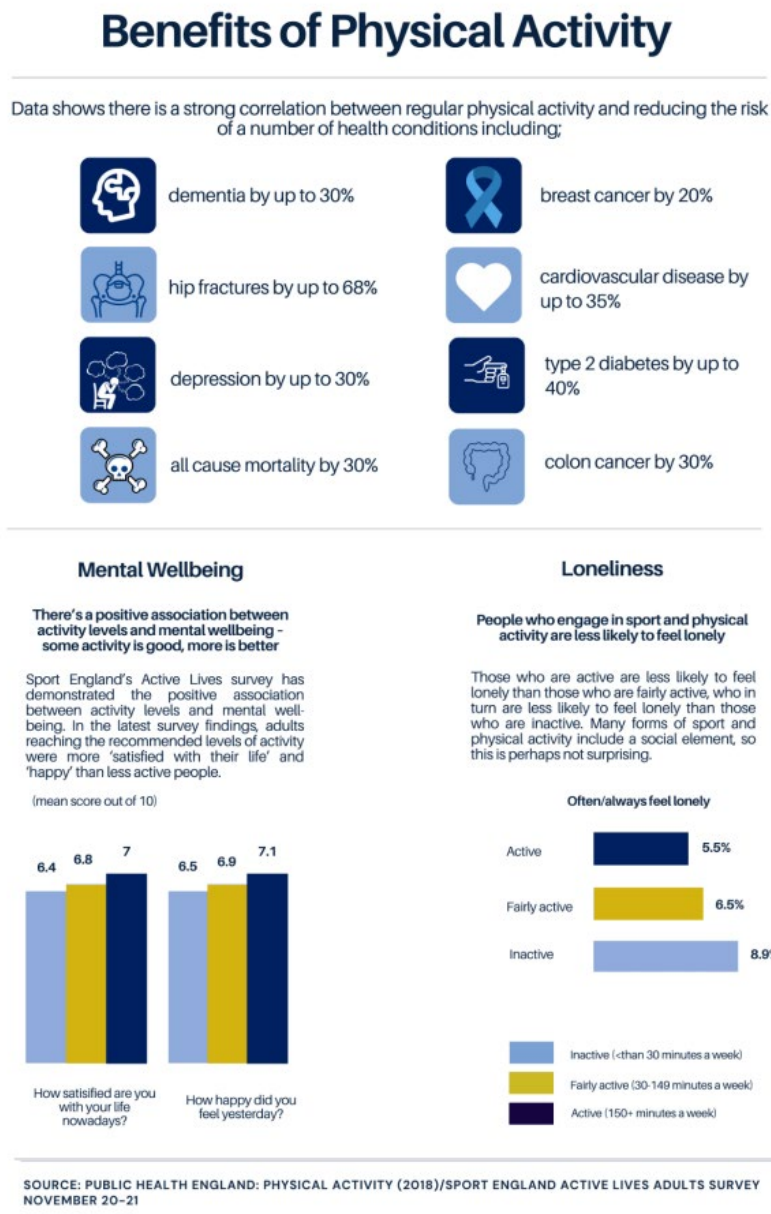 Benefits of Physical Activity
Data shows there is a strong correlation between regular physical activity and reducing the risk
of a number of health conditions including;
dementia by up to 30%
breast cancer by 20%
hip fractures by up to 68%
cardiovascular disease by
up to 35%
depression by up to 30%
type 2 diabetes by up to
40%
all cause mortality by 30%
colon cancer by 30%
Mental Wellbeing
There's a positive association between
activity levels and mental wellbeing –
some activity is good, more is better
Sport England's Active Lives survey has
demonstrated the positive association
between activity levels and mental well-
being. In the latest survey findings, adults
reaching the recommended levels of activity
were more 'satisfied with their life' and
'happy' than less active people.
(mean score out of 10)
6.4
6.8
7
6.5
6.9
7.1
How satisified are you
with your life
nowadays?
How happy did you
feel yesterday?
Loneliness
People who engage in sport and physical
activity are less likely to feel lonely
Those who are active are less likely to feel
lonely than those who are fairly active, who in
turn are less likely to feel lonely than those
who are inactive. Many forms of sport and
physical activity include a social element, so
this is perhaps not surprising.
Often/always feel lonely
Active
5.5%
Fairly active
6.5%
Inactive
8.9%
Inactive (<than 30 minutes a week)
Fairly active (30-149 minutes a week)
Active (150+ minutes a week)
SOURCE: PUBLIC HEALTH ENGLAND: PHYSICAL ACTIVITY (2018)/SPORT ENGLAND ACTIVE LIVES ADULTS SURVEY
NOVEMBER 20-21